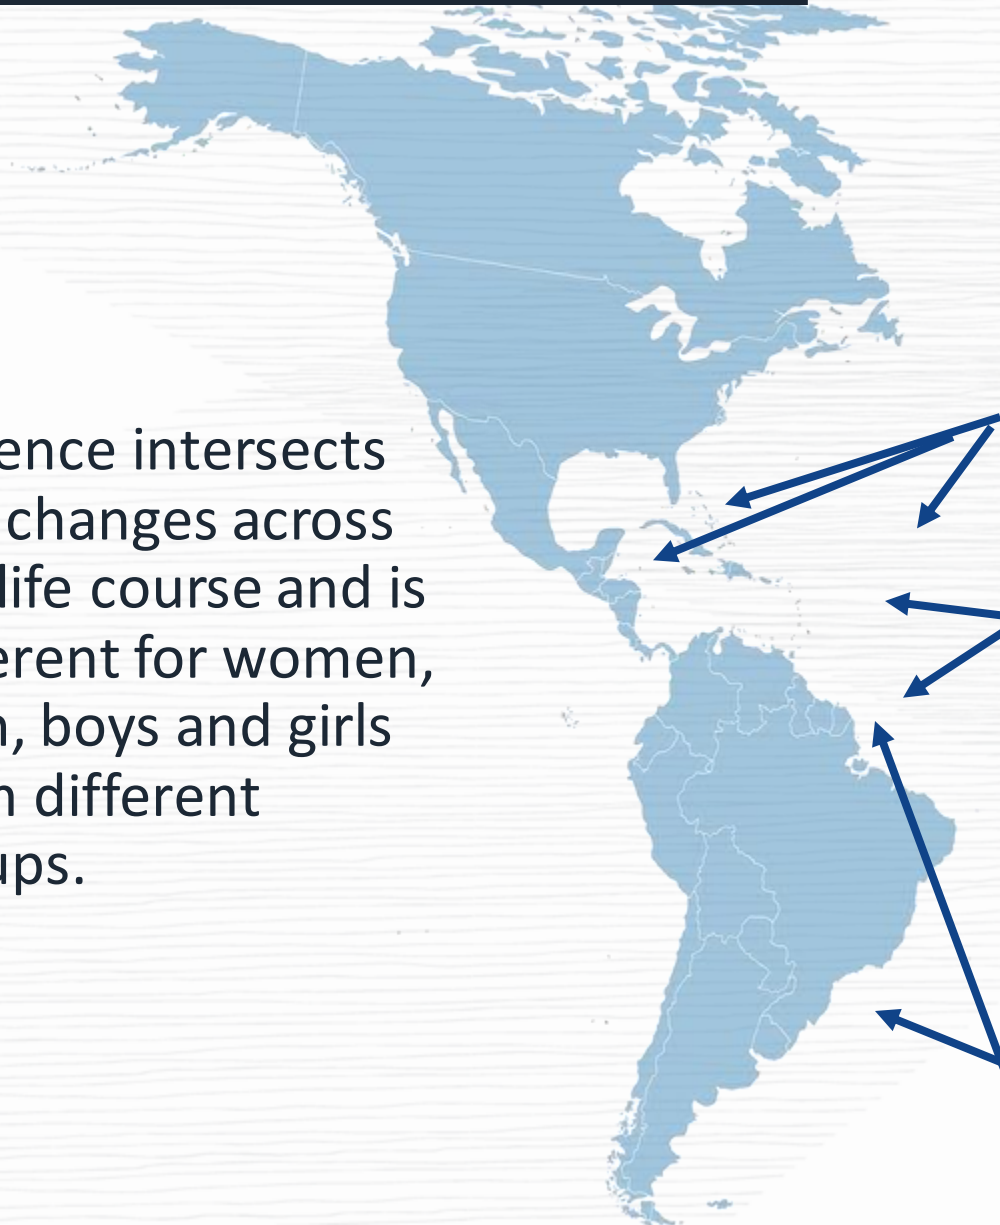 ence intersects
changes across
life course and is
erent for women,
n, boys and girls
n different
ups.